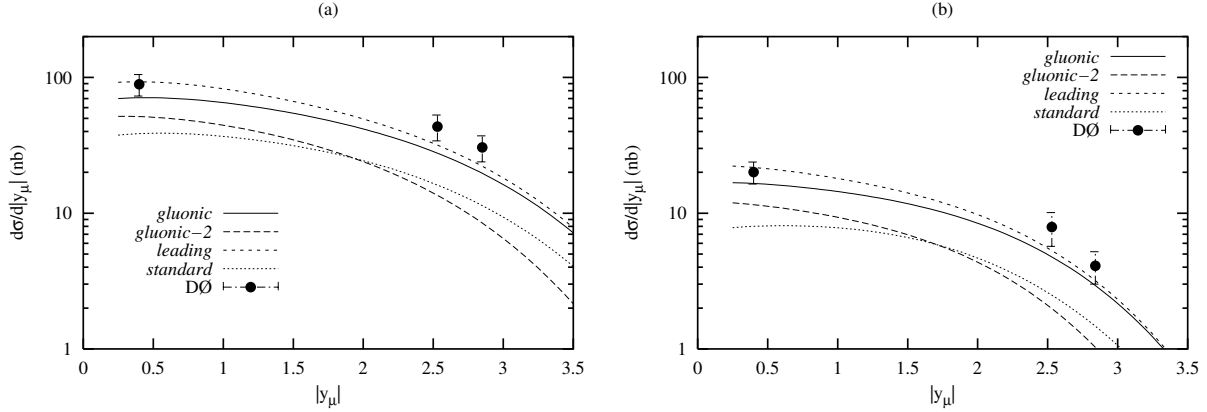 (a)
dσ/d|yμ| (nb)
100
10
1
gluonic
gluonic−2
leading
standard
DØ
0 0.5 1 1.5 2 2.5 3 3.5
|yμ|
(b)
dσ/d|yμ| (nb)
100
10
1
gluonic
gluonic−2
leading
standard
DØ
0 0.5 1 1.5 2 2.5 3 3.5
|yμ|